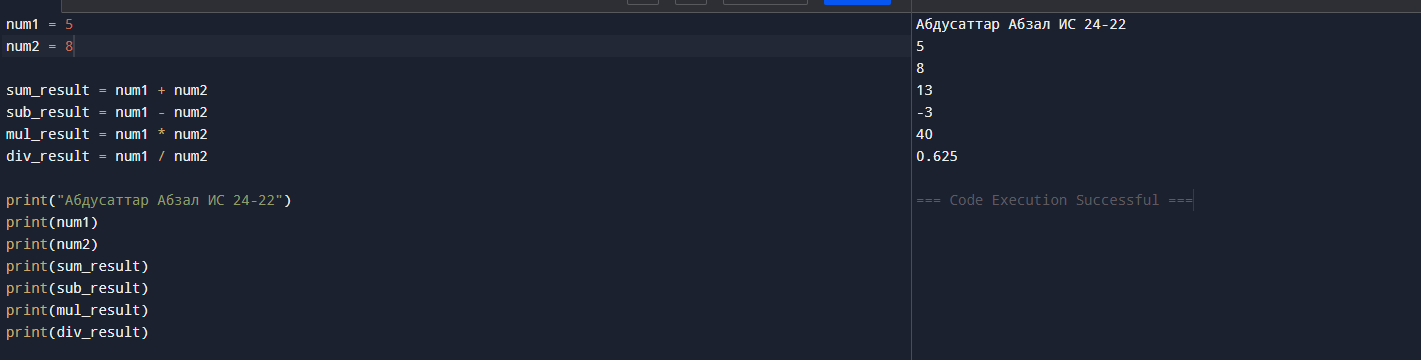 num1 = 5
num2 = 8
sum_result = num1 + num2
sub_result = num1 - num2
mul_result = num1 * num2
div_result = num1 / num2
print("Абдусаттар Абзал ИС 24-22")
print(num1)
print(num2)
print(sum_result)
print(sub_result)
print(mul_result)
print(div_result)
Абдусаттар Абзал ИС 24-22
5
8
13
-3
40
0.625
=== Code Execution Successful ===